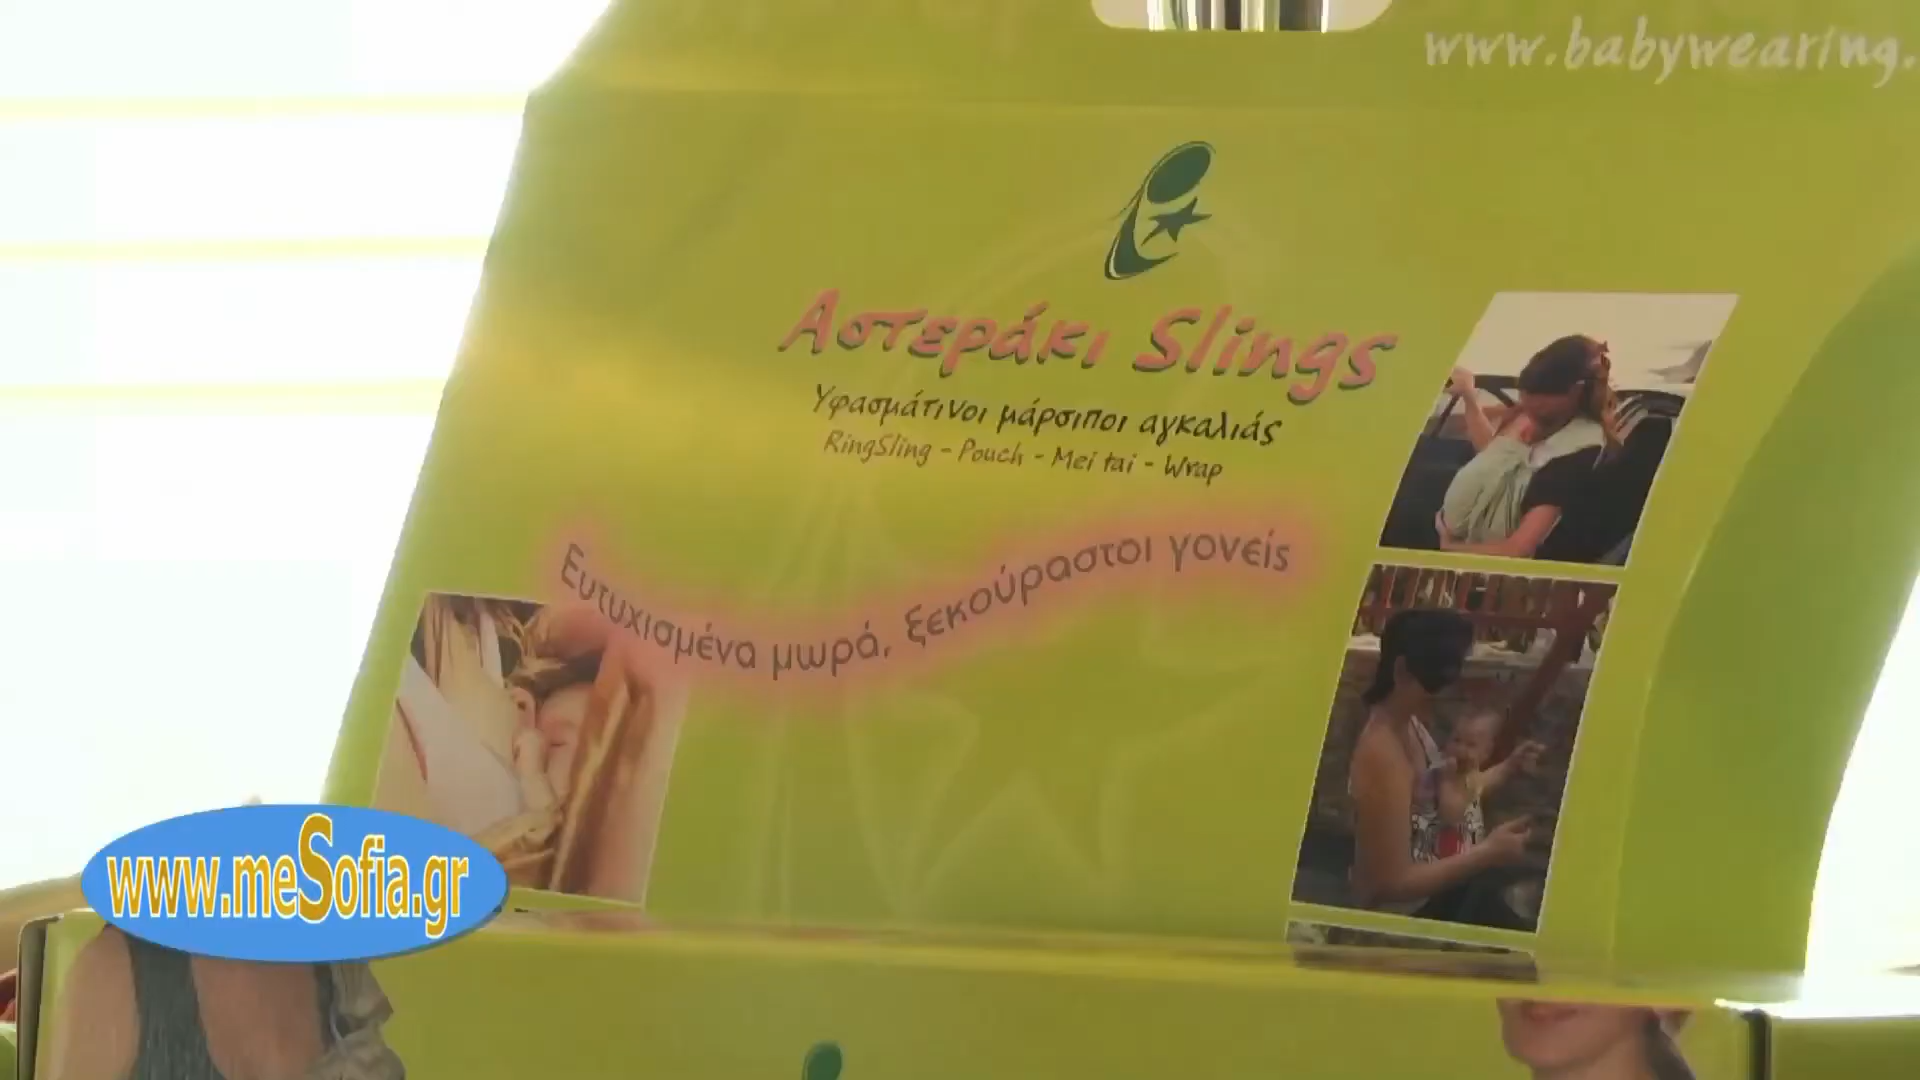 www.babywearing.
Αστεράκι Slings
Υφασμάτινοι μάρσιποι αγκαλιάς
RingSling - Pouch - Mei tai - Wrap
Ευτυχισμένα μωρά, ξεκούραστοι γονείς
www.meSofia.gr